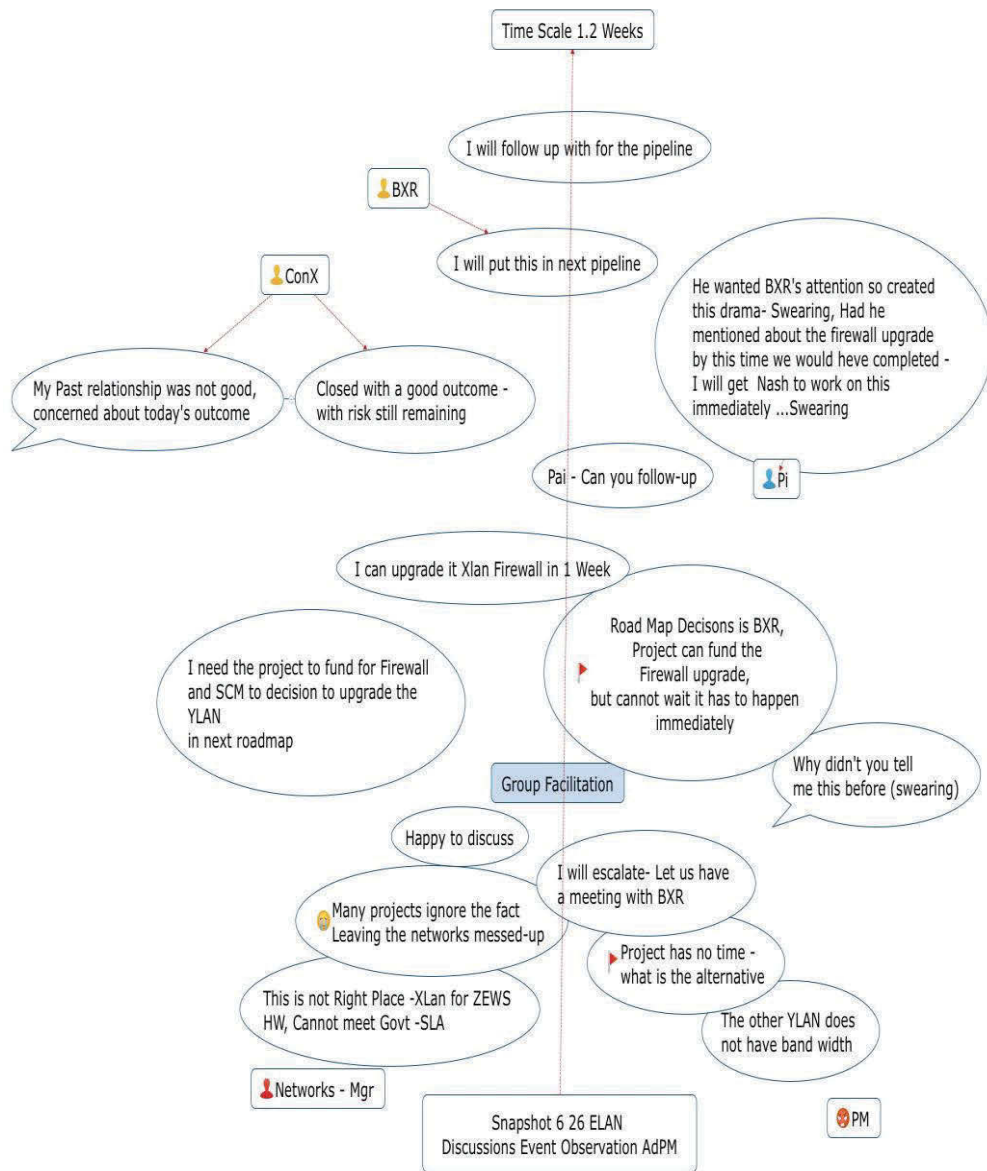 Time Scale 1.2 Weeks
I will follow up with for the pipeline
BXR
I will put this in next pipeline
ConX
He wanted BXR's attention so created
this drama- Swearing, Had he
mentioned about the firewall upgrade
by this time we would heve completed -
I will get Nash to work on this
immediately ...Swearing
My Past relationship was not good,
concerned about today's outcome
Closed with a good outcome -
with risk still remaining
Pai - Can you follow-up
Pi
I can upgrade it Xlan Firewall in 1 Week
Road Map Decisons is BXR,
Project can fund the
Firewall upgrade,
but cannot wait it has to happen
immediately
I need the project to fund for Firewall
and SCM to decision to upgrade the
YLAN
in next roadmap
Why didn't you tell
me this before (swearing)
Group Facilitation
Happy to discuss
I will escalate- Let us have
a meeting with BXR
Many projects ignore the fact
Leaving the networks messed-up
Project has no time -
what is the alternative
This is not Right Place -XLan for ZEWS
HW, Cannot meet Govt -SLA
The other YLAN does
not have band width
Networks - Mgr
PM
Snapshot 6 26 ELAN
Discussions Event Observation AdPM